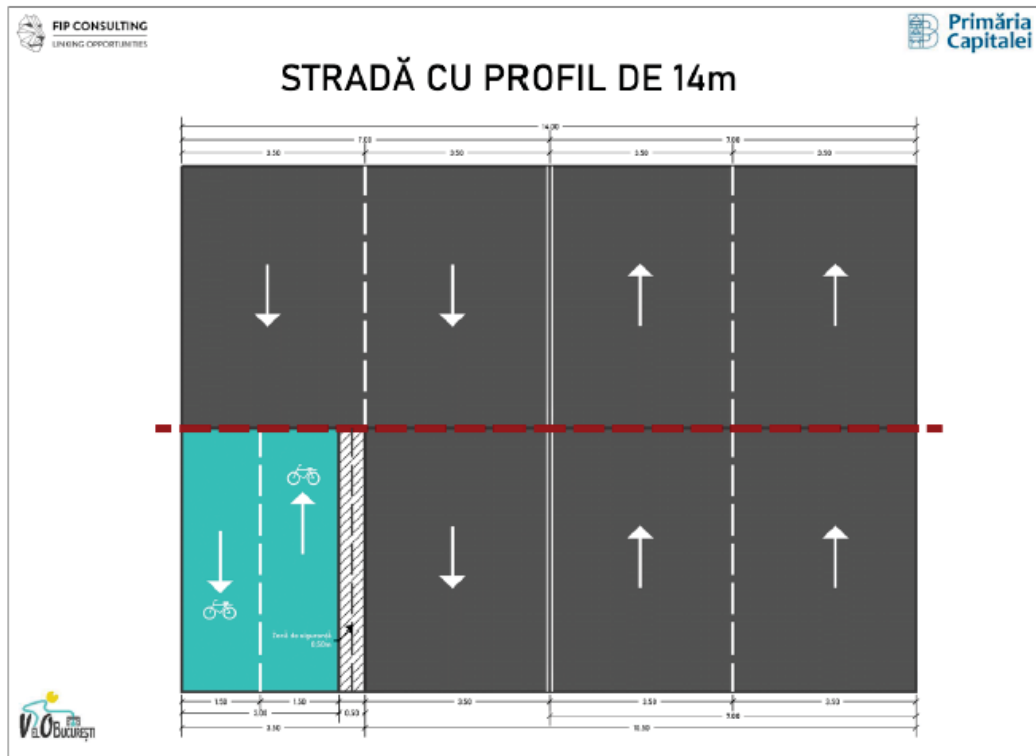 FIP CONSULTING
LINKING OPPORTUNITIES
Primăria
Capitalei
STRADĂ CU PROFIL DE 14m
14.00
7.00 7.00
3.50 3.50 3.50 3.50
Zonă de siguranță
0.50m
1.50 1.50 3.50 3.50 3.50
3.00 0.50 7.00
3.50 10.50
VELO BUCUREȘTI